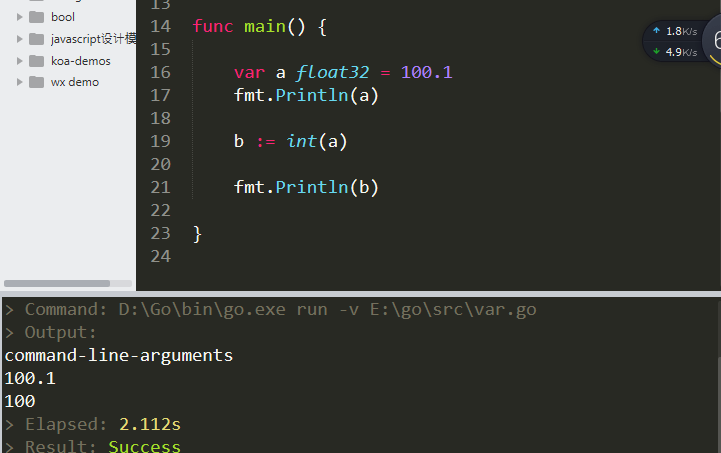 bool
javascript设计模
koa-demos
wx demo
13
14 func main() {
15
16 var a float32 = 100.1
17 fmt.Println(a)
18
19 b := int(a)
20
21 fmt.Println(b)
22
23 }
24
1.8K/s
4.9K/s
6
> Command: D:\Go\bin\go.exe run -v E:\go\src\var.go
> Output:
command-line-arguments
100.1
100
> Elapsed: 2.112s
> Result: Success